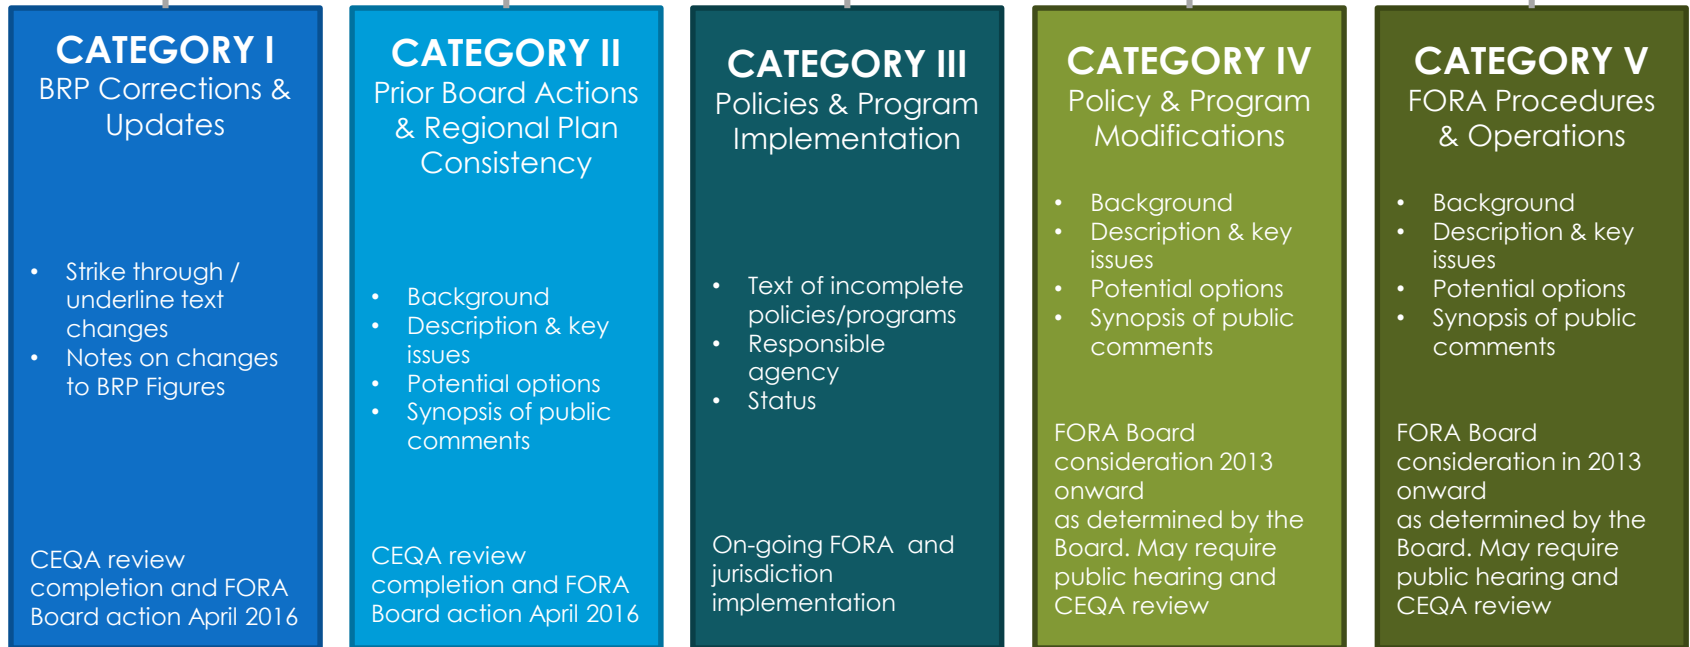 CATEGORY I
BRP Corrections &
Updates
• Strike through /
underline text
changes
• Notes on changes
to BRP Figures
CEQA review
completion and FORA
Board action April 2016
CATEGORY II
Prior Board Actions
& Regional Plan
Consistency
• Background
• Description & key
issues
• Potential options
• Synopsis of public
comments
CEQA review
completion and FORA
Board action April 2016
CATEGORY III
Policies & Program
Implementation
• Text of incomplete
policies/programs
• Responsible
agency
• Status
On-going FORA and
jurisdiction
implementation
CATEGORY IV
Policy & Program
Modifications
• Background
• Description & key
issues
• Potential options
• Synopsis of public
comments
FORA Board
consideration 2013
onward
as determined by the
Board. May require
public hearing and
CEQA review
CATEGORY V
FORA Procedures
& Operations
• Background
• Description & key
issues
• Potential options
• Synopsis of public
comments
FORA Board
consideration in 2013
onward
as determined by the
Board. May require
public hearing and
CEQA review